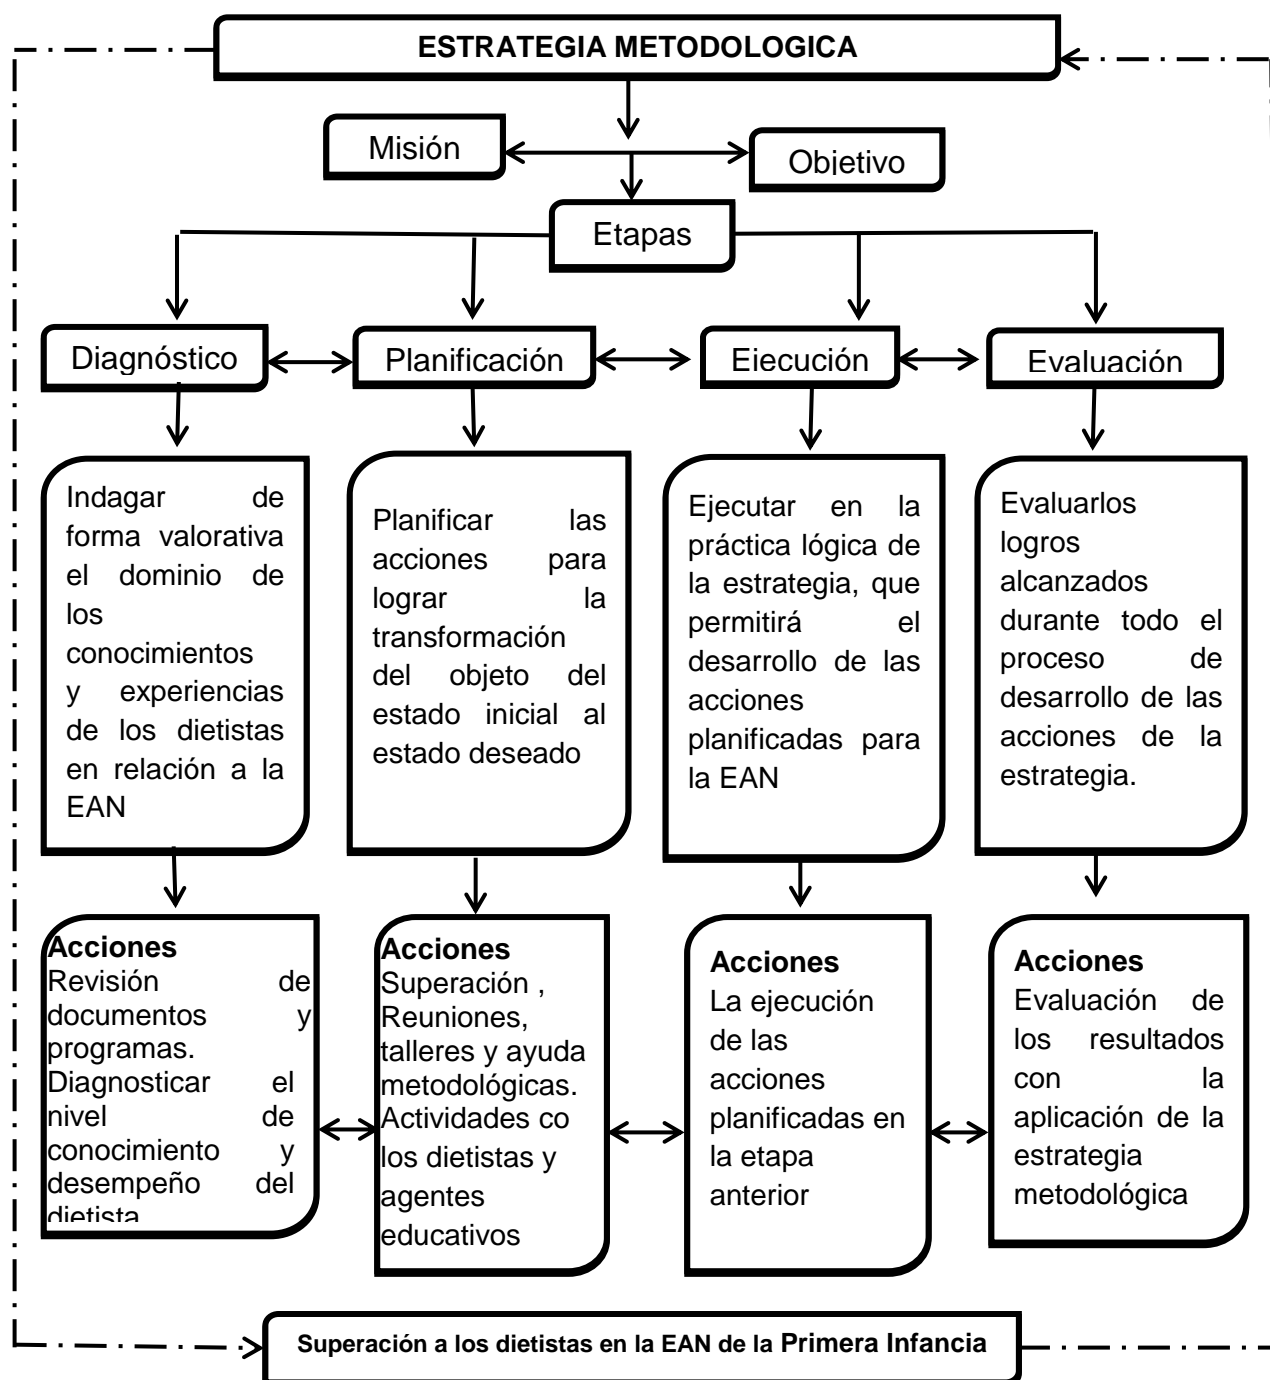 ESTRATEGIA METODOLOGICA
Misión
Objetivo
Etapas
Diagnóstico
Planificación
Ejecución
Evaluación
Indagar de
forma valorativa
el dominio de
los
conocimientos
y experiencias
de los dietistas
en relación a la
EAN
Planificar las
acciones para
lograr la
transformación
del objeto del
estado inicial al
estado deseado
Ejecutar en la
práctica lógica de
la estrategia, que
permitirá el
desarrollo de las
acciones
planificadas para
la EAN
Evaluarlos
logros
alcanzados
durante todo el
proceso de
desarrollo de las
acciones de la
estrategia.
Acciones
Revisión de
documentos y
programas.
Diagnosticar el
nivel de
conocimiento y
desempeño del
dietista
Acciones
Superación ,
Reuniones,
talleres y ayuda
metodológicas.
Actividades co
los dietistas y
agentes
educativos
Acciones
La ejecución
de las
acciones
planificadas en
la etapa
anterior
Acciones
Evaluación de
los resultados
con la
aplicación de la
estrategia
metodológica
Superación a los dietistas en la EAN de la Primera Infancia